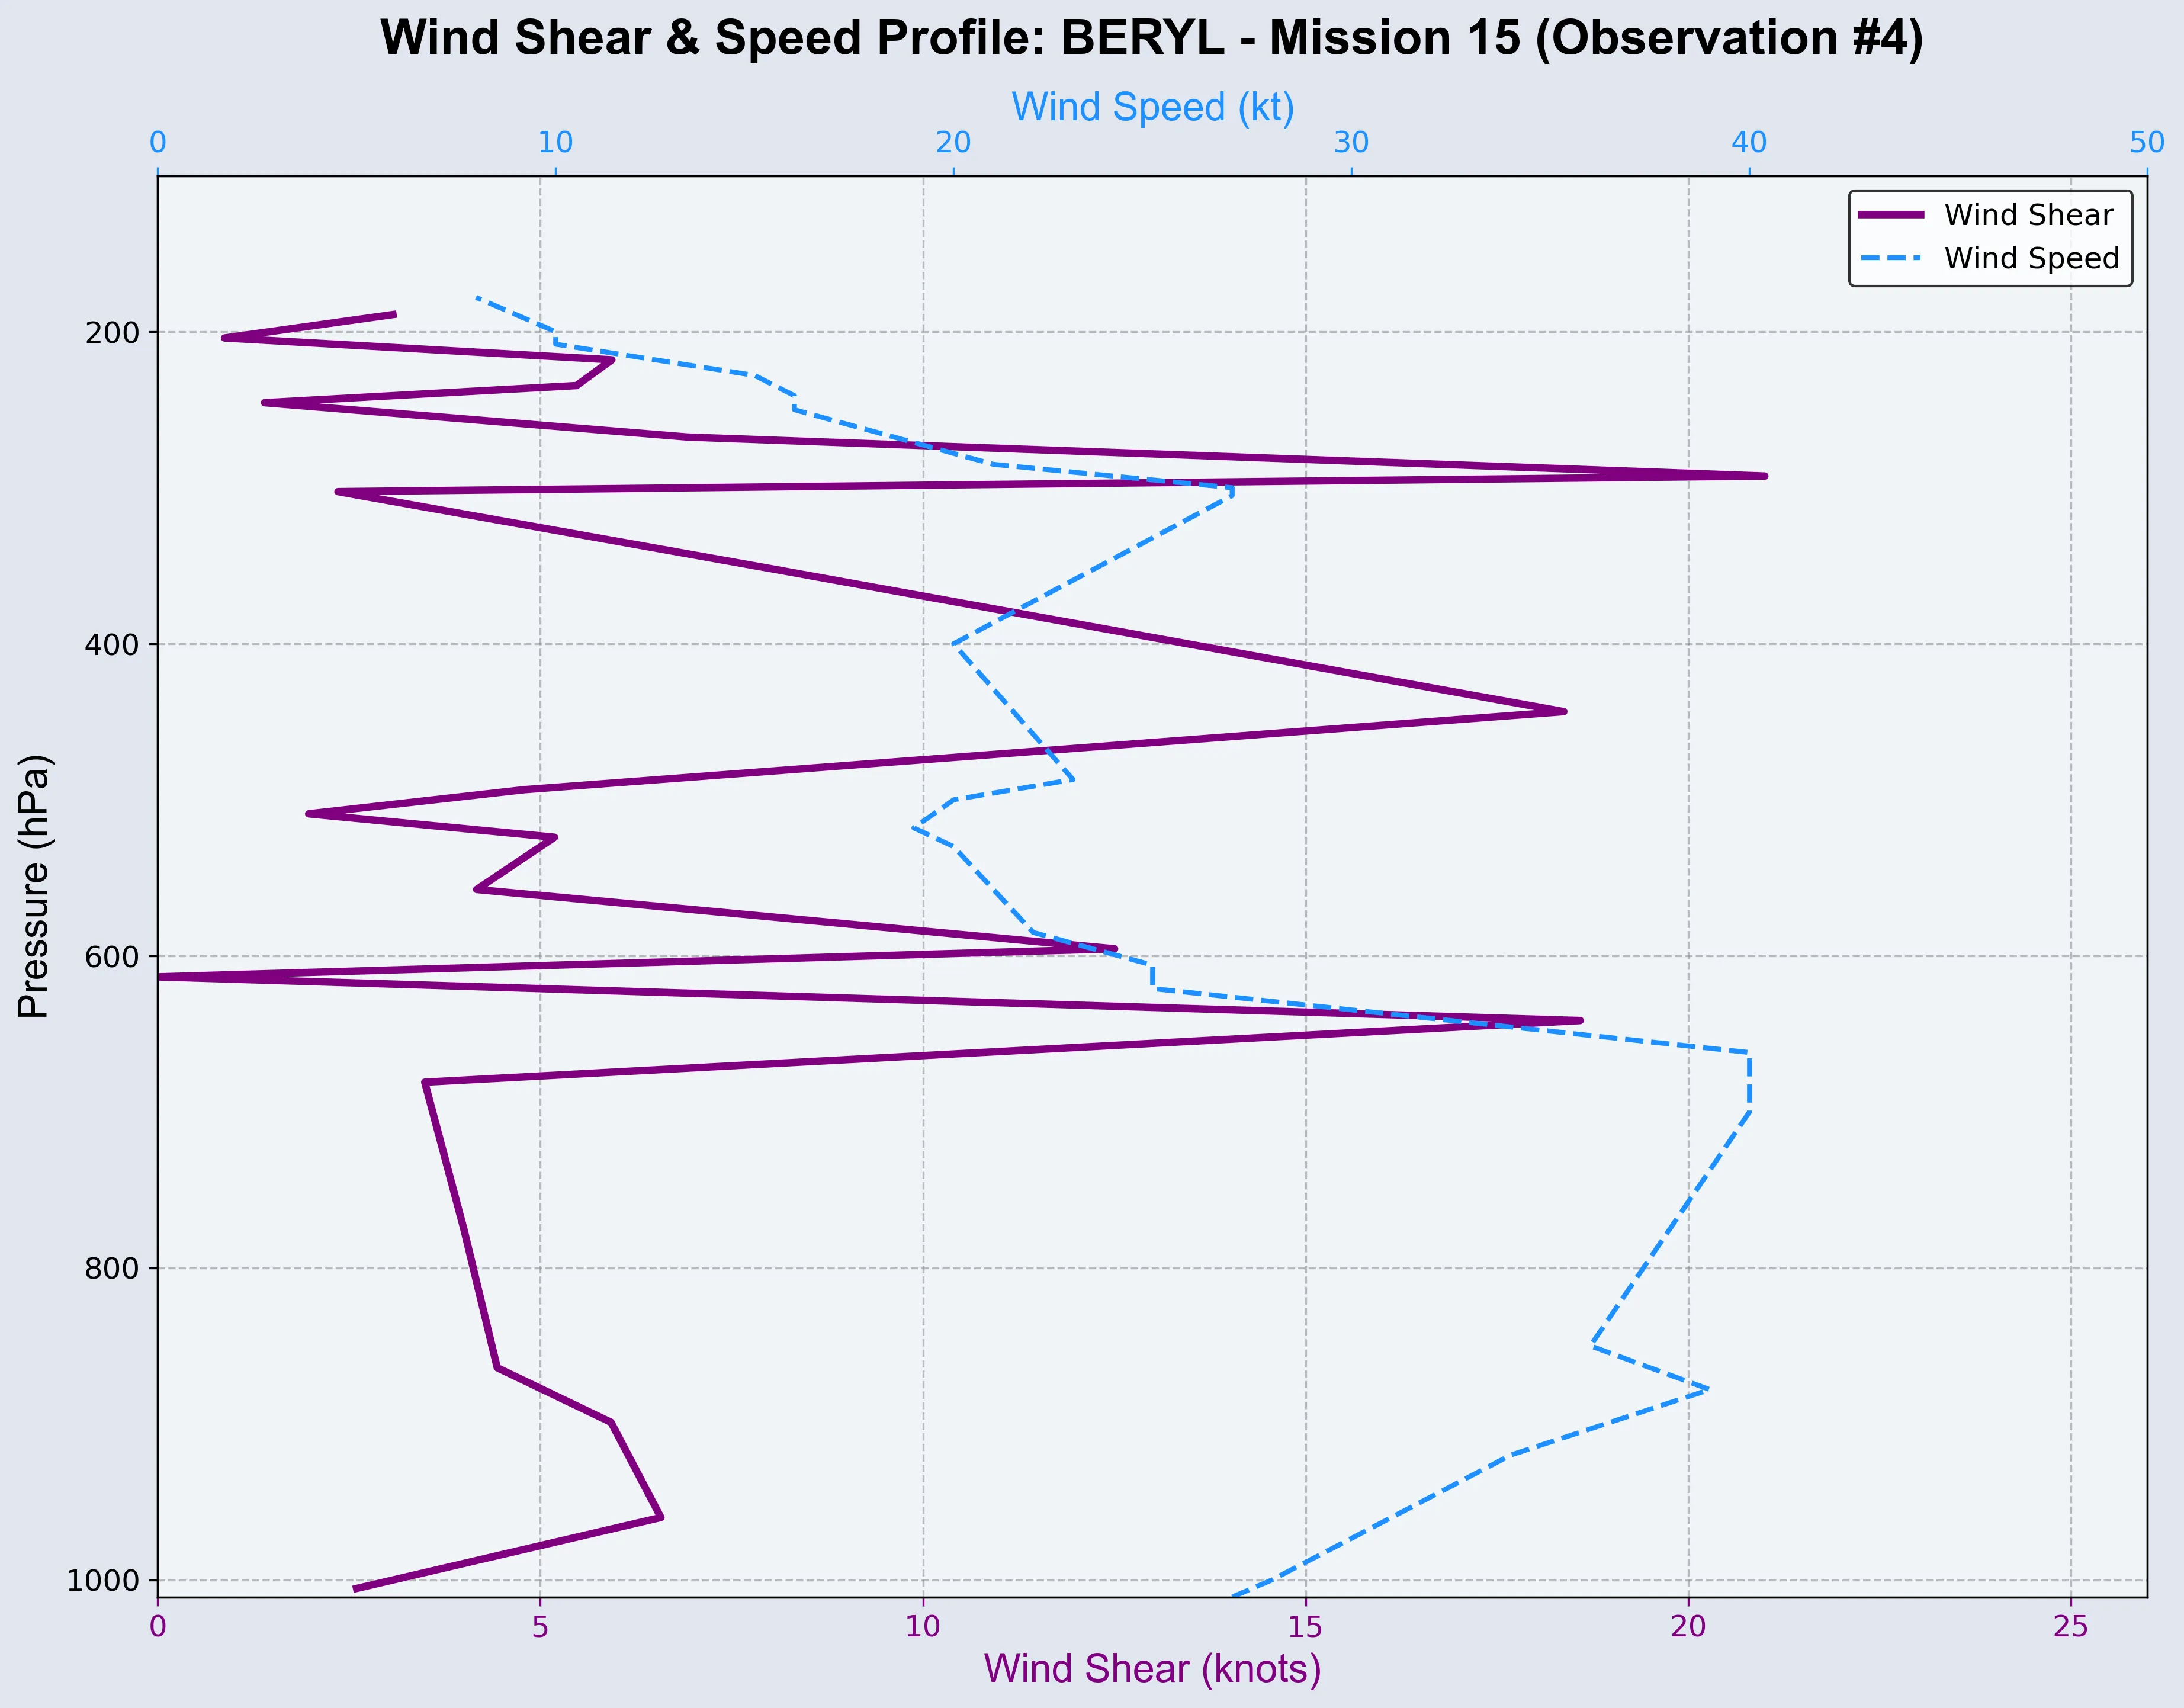 Wind Shear & Speed Profile: BERYL - Mission 15 (Observation #4)
Wind Speed (kt)
0 10 20 30 40 50
Wind Shear
Wind Speed
200
400
600
800
1000
Pressure (hPa)
0 5 10 15 20 25
Wind Shear (knots)